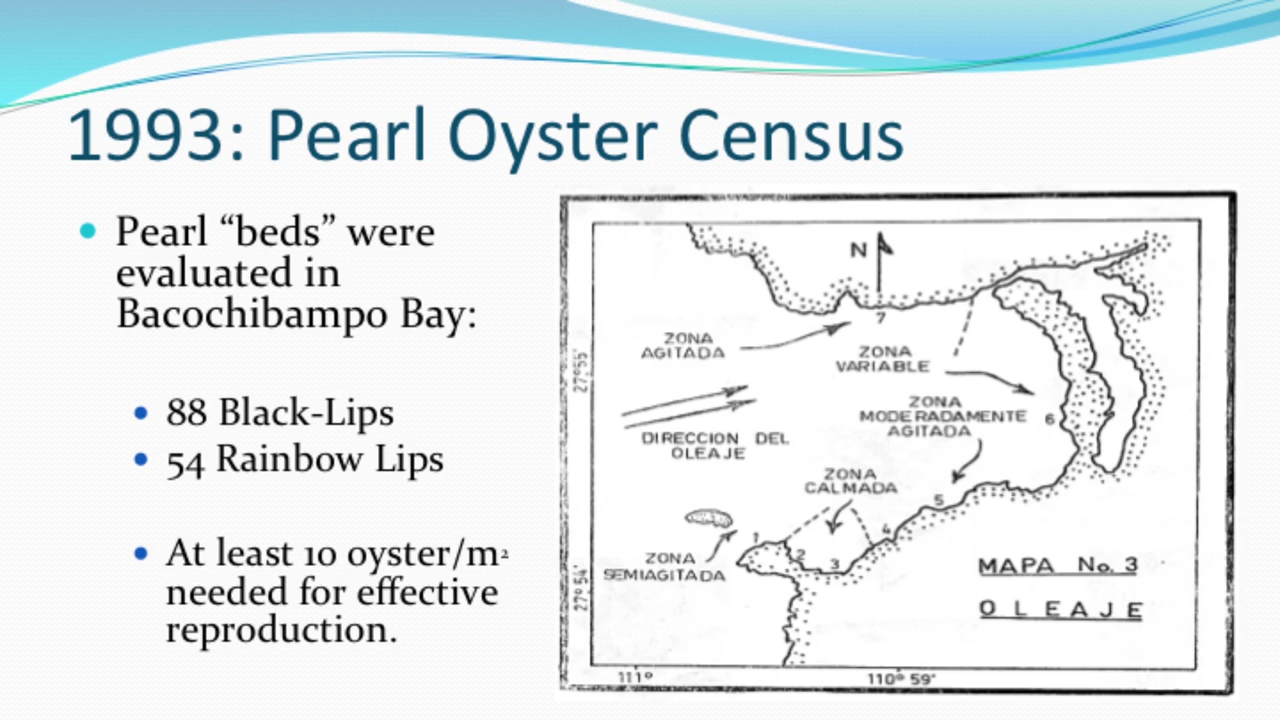 1993: Pearl Oyster Census
Pearl “beds” were
evaluated in
Bacochibampo Bay:
88 Black-Lips
54 Rainbow Lips
At least 10 oyster/m²
needed for effective
reproduction.
N
7
ZONA
AGITADA
ZONA
VARIABLE
27°55'
ZONA
MODERADAMENTE
AGITADA
6
DIRECCION DEL
OLEAJE
ZONA
CALMADA
5
1
2
3
4
ZONA
SEMIAGITADA
27°54'
MAPA No. 3
OLEAJE
111°
110° 59'